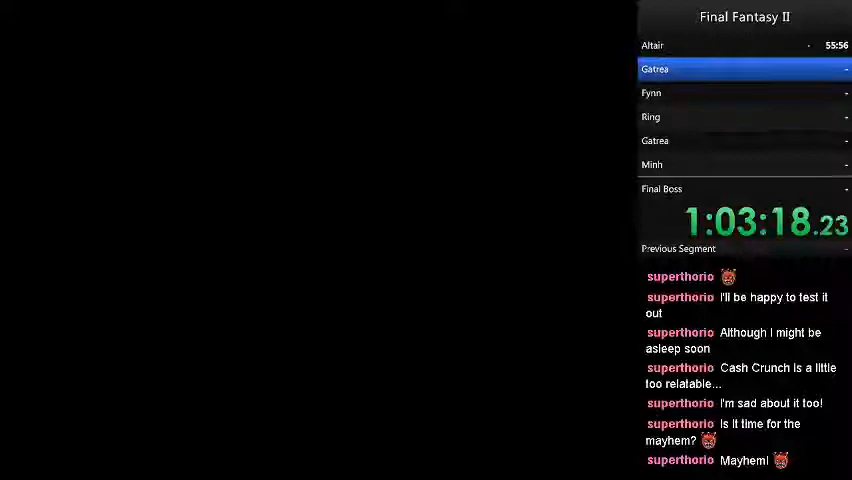 Final Fantasy II
Altair - 55:56
Gatrea -
Fynn -
Ring -
Gatrea -
Minh -
Final Boss -
1:03:18.23
Previous Segment -
superthorio
superthorio I'll be happy to test it
out
superthorio Although I might be
asleep soon
superthorio Cash Crunch is a little
too relatable...
superthorio I'm sad about it too!
superthorio Is it time for the
mayhem?
superthorio Mayhem!